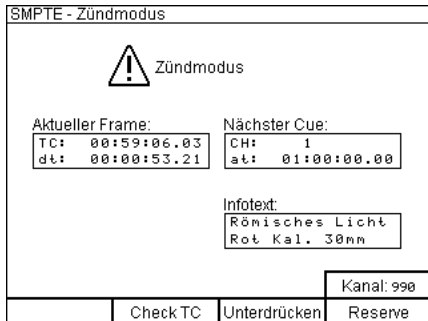 SMPTE - Zündmodus
Zündmodus
Aktueller Frame:
TC: 00:59:06.03
dt: 00:00:53.21
Nächster Cue:
CH: 1
at: 01:00:00.00
Infotext:
Römisches Licht
Rot Kal. 30mm
Kanal: 990
Check TC
Unterdrücken
Reserve